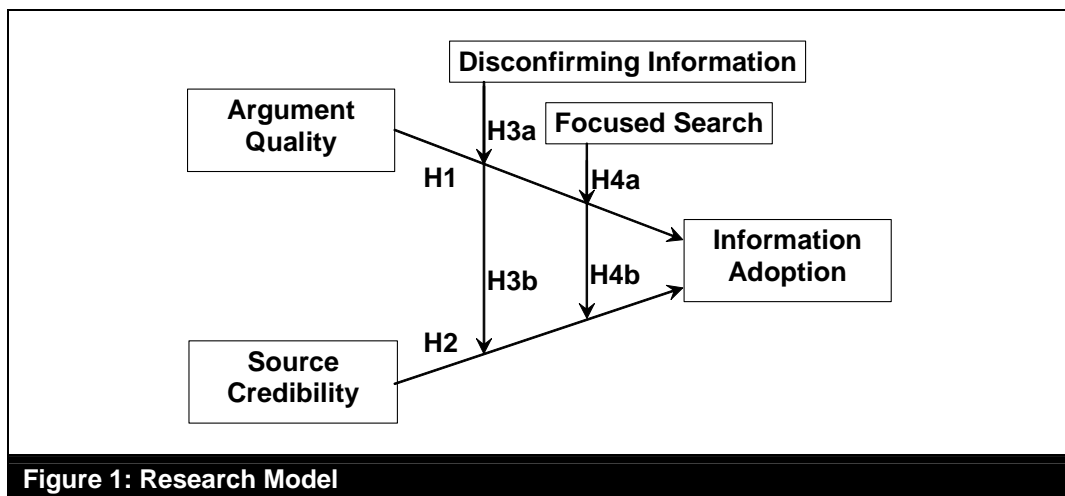 Disconfirming Information
Argument
Quality
Focused Search
H3a
H1
H4a
Information
Adoption
H3b
H4b
H2
Source
Credibility
Figure 1: Research Model